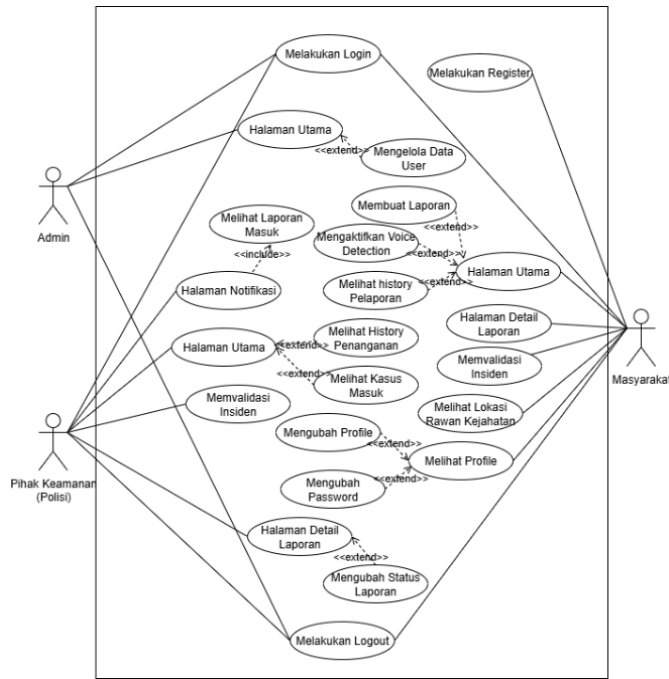 Melakukan Login
Melakukan Register
Halaman Utama
<<extend>>
Mengelola Data
User
Admin
Melihat Laporan
Masuk
<<include>>
Halaman Notifikasi
Membuat Laporan
<<extend>>
Mengaktifkan Voice
Detection
<<extend>>
Halaman Utama
Melihat history
Pelaporan
<<extend>>
Halaman Detail
Laporan
Halaman Utama
<<extend>>
Melihat History
Penanganan
Memvalidasi
Insiden
Masyarakat
<<extend>>
Melihat Kasus
Masuk
Memvalidasi
Insiden
Melihat Lokasi
Rawan Kejahatan
Pihak Keamanan
(Polisi)
Mengubah Profile
<<extend>>
Melihat Profile
Mengubah
Password
<<extend>>
Halaman Detail
Laporan
<<extend>>
Mengubah Status
Laporan
Melakukan Logout